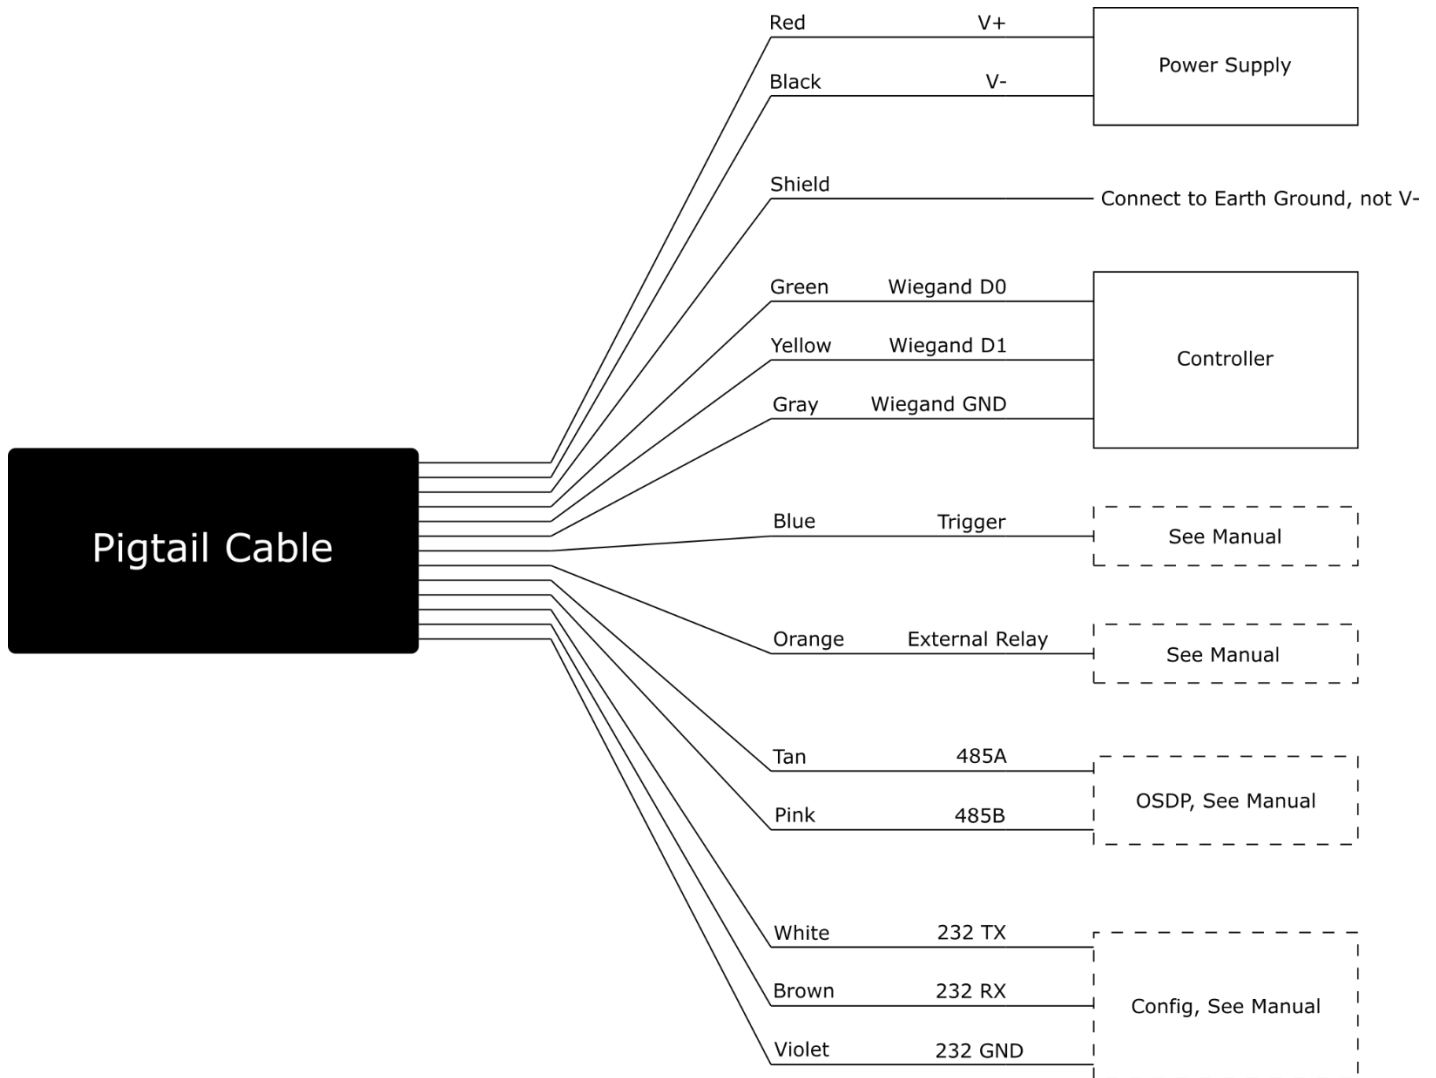 Red V+
Power Supply
Black V-
Shield
Connect to Earth Ground, not V-
Green Wiegand D0
Yellow Wiegand D1
Controller
Gray Wiegand GND
Pigtail Cable
Blue Trigger
See Manual
Orange External Relay
See Manual
Tan 485A
OSDP, See Manual
Pink 485B
White 232 TX
Brown 232 RX
Config, See Manual
Violet 232 GND